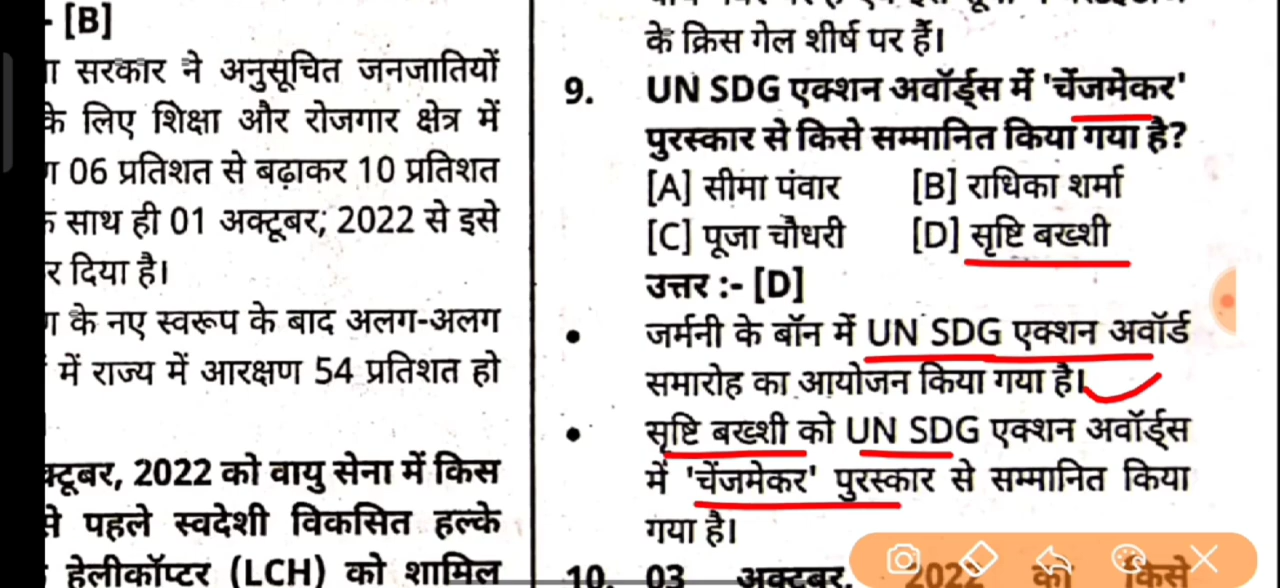 - [B]
सरकार ने अनुसूचित जनजातियों
के लिए शिक्षा और रोजगार क्षेत्र में
06 प्रतिशत से बढ़ाकर 10 प्रतिशत
साथ ही 01 अक्टूबर; 2022 से इसे
दिया है।
के नए स्वरूप के बाद अलग-अलग
में राज्य में आरक्षण 54 प्रतिशत हो
2022 को वायु सेना में किस
पहले स्वदेशी विकसित हल्के
हेलीकॉप्टर (LCH) को शामिल
के क्रिस गेल शीर्ष पर हैं।
9. UN SDG एक्शन अवॉर्ड्स में 'चेंजमेकर'
पुरस्कार से किसे सम्मानित किया गया है?
[A] सीमा पंवार [B] राधिका शर्मा
[C] पूजा चौधरी [D] सृष्टि बख्शी
उत्तर :- [D]
• जर्मनी के बॉन में UN SDG एक्शन अवॉर्ड
समारोह का आयोजन किया गया है।
• सृष्टि बख्शी को UN SDG एक्शन अवॉर्ड्स
में 'चेंजमेकर' पुरस्कार से सम्मानित किया
गया है।
10. 03 अक्टूबर, 2022 को किसे